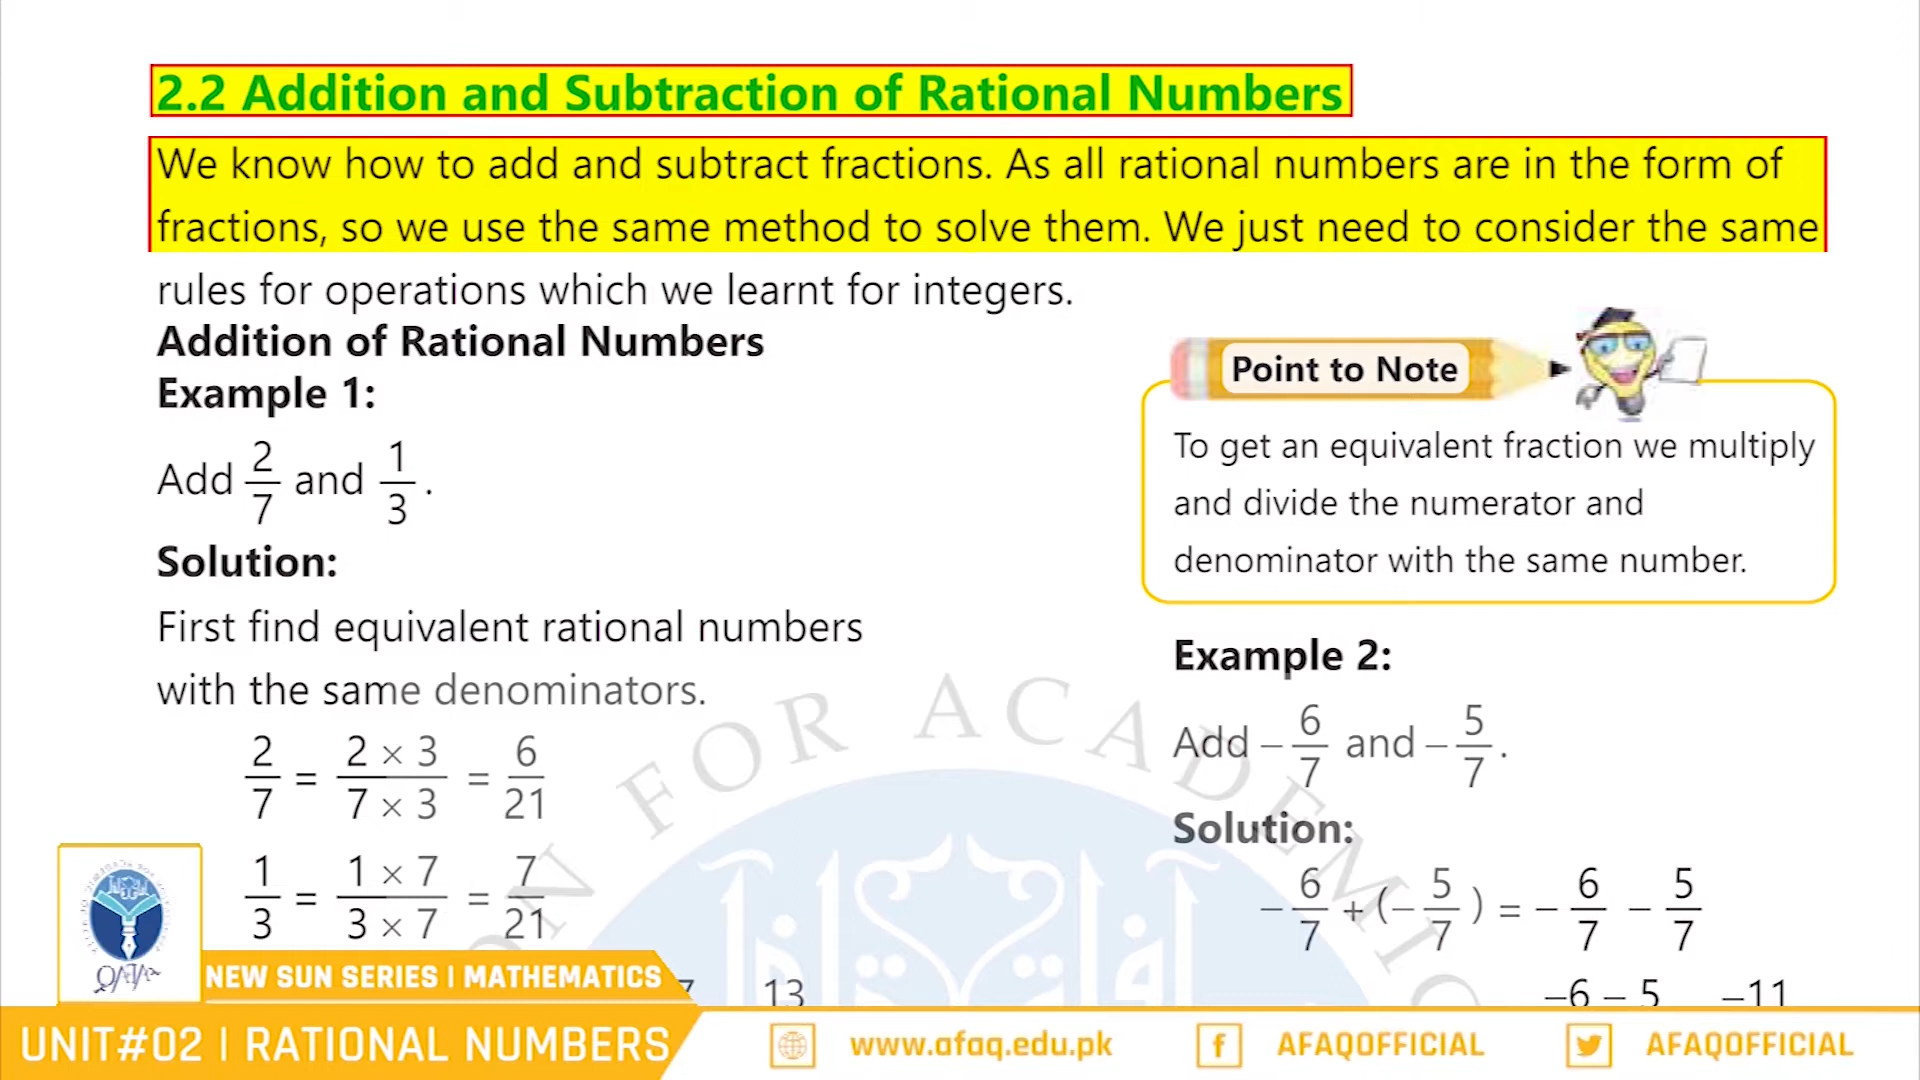 2.2 Addition and Subtraction of Rational Numbers
We know how to add and subtract fractions. As all rational numbers are in the form of
fractions, so we use the same method to solve them. We just need to consider the same
rules for operations which we learnt for integers.
Addition of Rational Numbers
Example 1:
Add 2/7 and 1/3.
Solution:
First find equivalent rational numbers
with the same denominators.
2/7 = 2 × 3/7 × 3 = 6/21
1/3 = 1 × 7/3 × 7 = 7/21
13
Point to Note
To get an equivalent fraction we multiply
and divide the numerator and
denominator with the same number.
Example 2:
Add –6/7 and –5/7.
Solution:
–6/7 + (–5/7) = –6/7 – 5/7
–6 – 5 –11
ON FOR ACADEMIC
NEW SUN SERIES | MATHEMATICS
UNIT#02 | RATIONAL NUMBERS
www.afaq.edu.pk
AFAQOFFICIAL
AFAQOFFICIAL